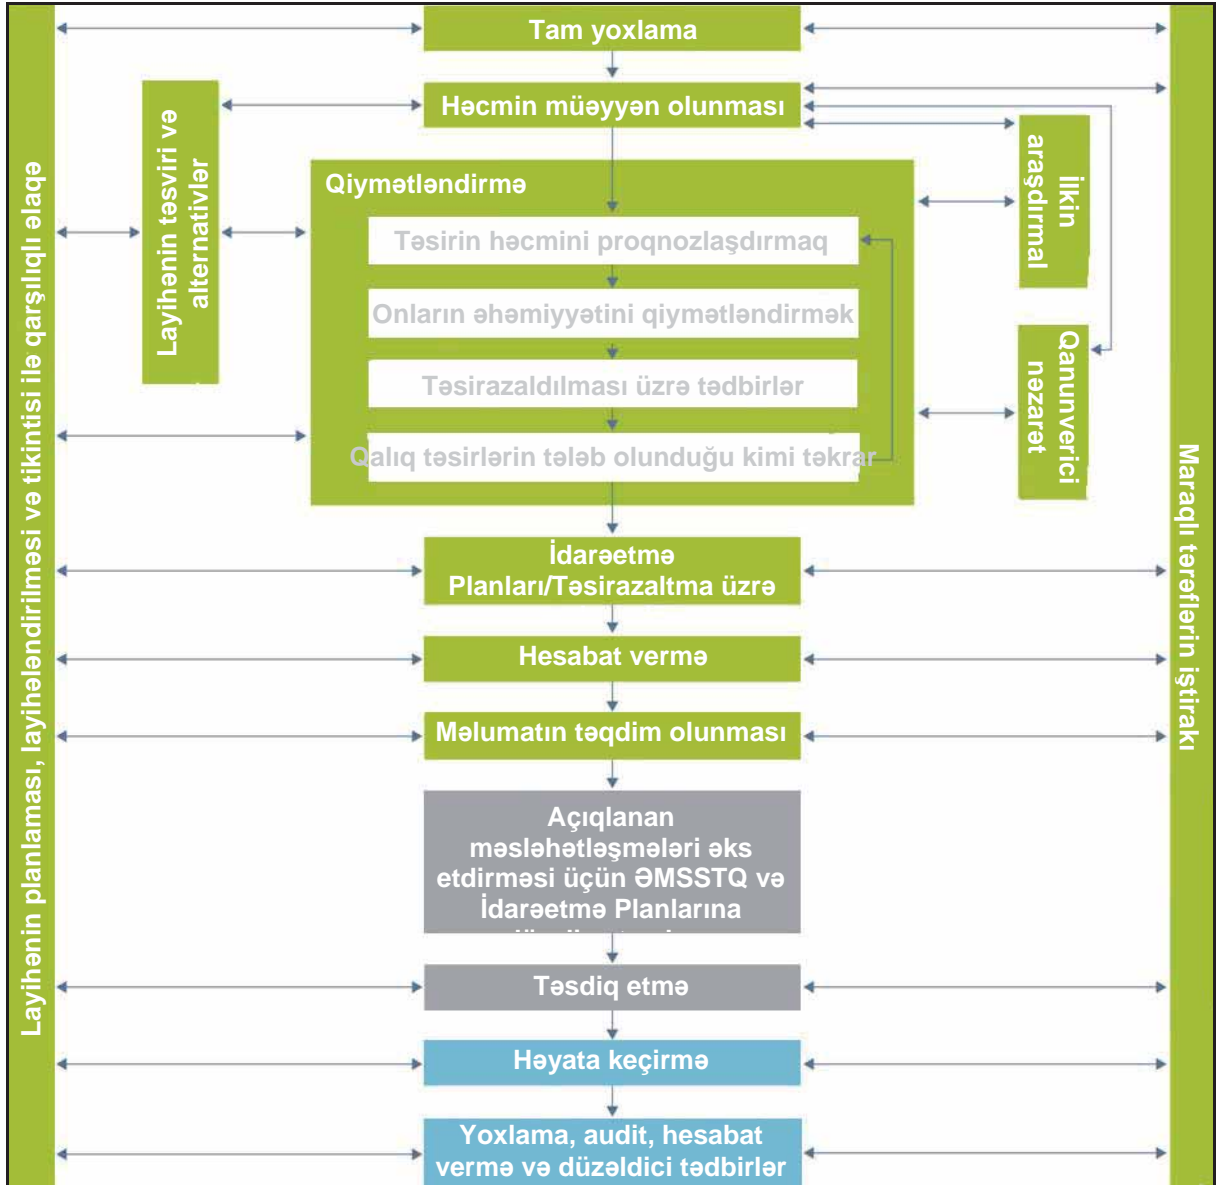 Tam yoxlama
Həcmin müəyyən olunması
Layihənin planlaması, layihələndirilməsi və tikintisi ilə qarşılıqlı əlaqə
Layihənin təsviri və
alternativlər
İlkin
araşdırmal
Qanunverici
nəzarət
Maraqlı tərəflərin iştirakı
Qiymətləndirmə
Təsirin həcmini proqnozlaşdırmaq
Onların əhəmiyyətini qiymətləndirmək
Təsirazaldılması üzrə tədbirlər
Qalıq təsirlərin tələb olunduğu kimi təkrar
İdarəetmə
Planları/Təsirazaltma üzrə
Hesabat vermə
Məlumatın təqdim olunması
Açıqlanan
məsləhətləşmələri əks
etdirməsi üçün ƏMSSTQ və
İdarəetmə Planlarına
Təsdiq etmə
Həyata keçirmə
Yoxlama, audit, hesabat
vermə və düzəldici tədbirlər